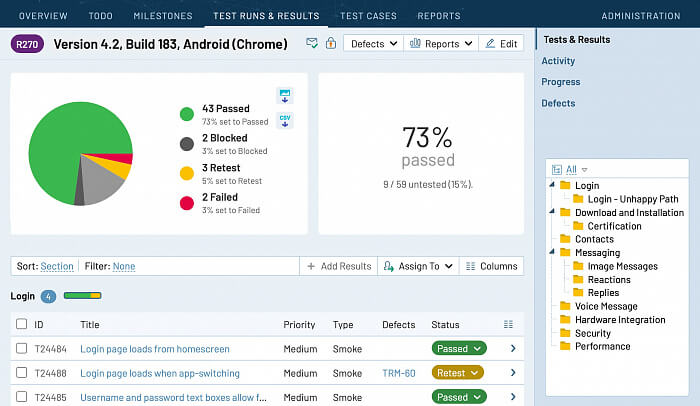 OVERVIEW TODO MILESTONES TEST RUNS & RESULTS TEST CASES REPORTS ADMINISTRATION
R270 Version 4.2, Build 183, Android (Chrome) Defects Reports Edit
43 Passed
73% set to Passed
CSV
2 Blocked
3% set to Blocked
3 Retest
5% set to Retest
2 Failed
3% set to Failed
73%
passed
9 / 59 untested (15%).
Sort: Section Filter: None + Add Results Assign To Columns
Login 4
ID Title Priority Type Defects Status
T24484 Login page loads from homescreen Medium Smoke Passed
T24488 Login page loads when app-switching Medium Smoke TRM-60 Retest
T24485 Username and password text boxes allow f... Medium Smoke Passed
Tests & Results
Activity
Progress
Defects
All
Login
Login - Unhappy Path
Download and Installation
Certification
Contacts
Messaging
Image Messages
Reactions
Replies
Voice Message
Hardware Integration
Security
Performance